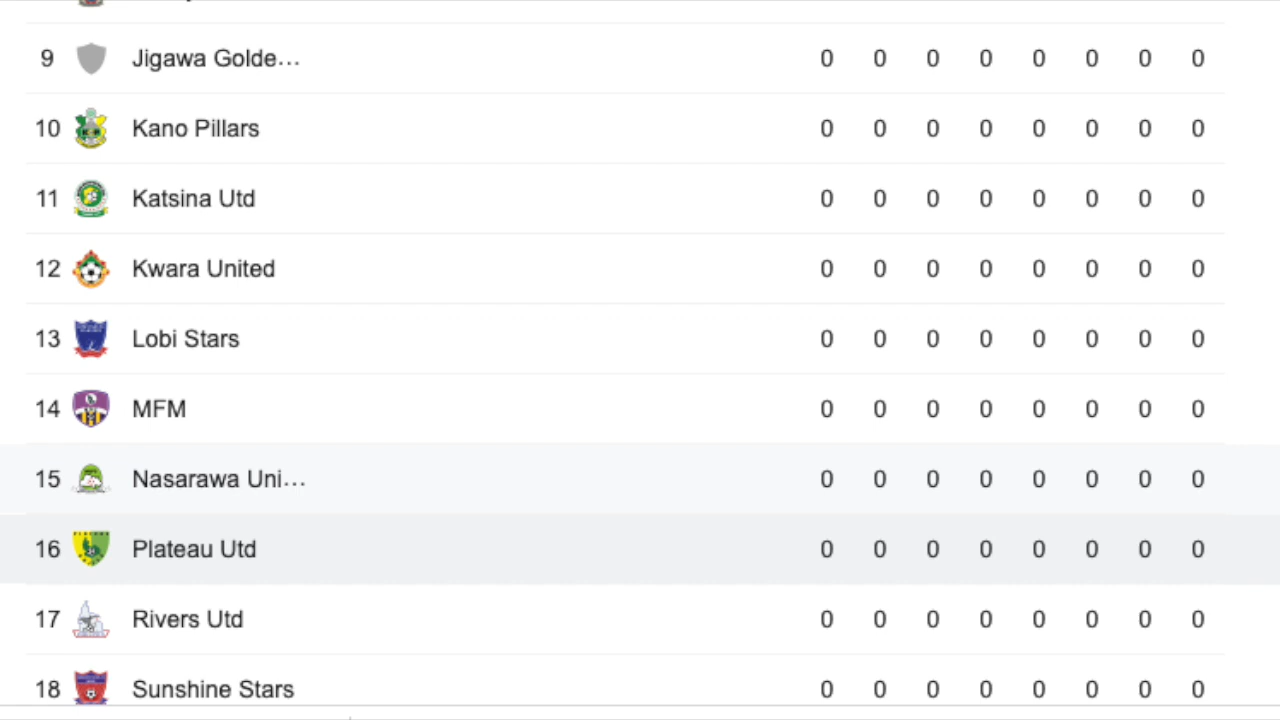 9 Jigawa Golde... 0 0 0 0 0 0 0 0
10 Kano Pillars 0 0 0 0 0 0 0 0
11 Katsina Utd 0 0 0 0 0 0 0 0
12 Kwara United 0 0 0 0 0 0 0 0
13 Lobi Stars 0 0 0 0 0 0 0 0
14 MFM 0 0 0 0 0 0 0 0
15 Nasarawa Uni... 0 0 0 0 0 0 0 0
16 Plateau Utd 0 0 0 0 0 0 0 0
17 Rivers Utd 0 0 0 0 0 0 0 0
18 Sunshine Stars 0 0 0 0 0 0 0 0